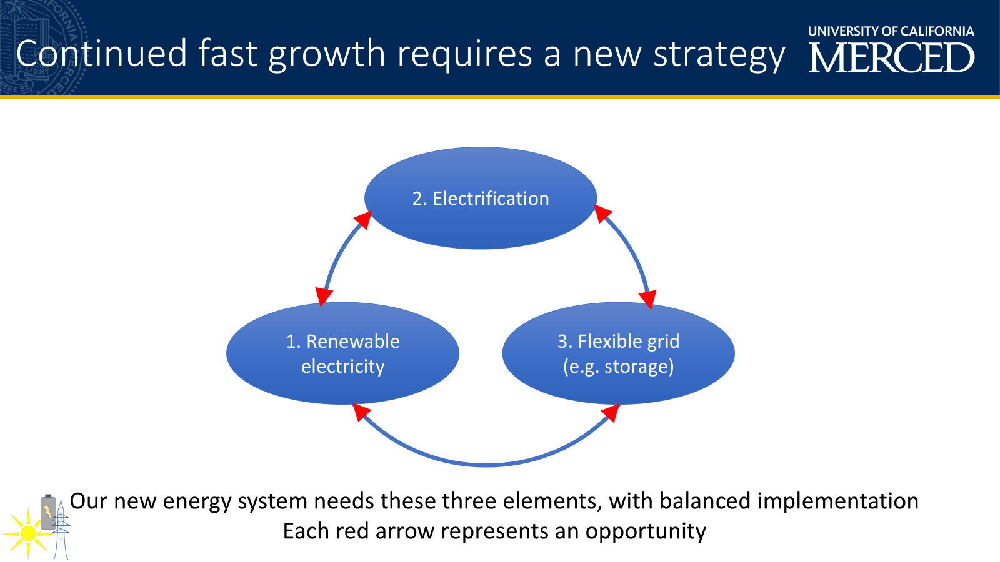 Continued fast growth requires a new strategy
UNIVERSITY OF CALIFORNIA
MERCED
2. Electrification
1. Renewable
electricity
3. Flexible grid
(e.g. storage)
Our new energy system needs these three elements, with balanced implementation
Each red arrow represents an opportunity